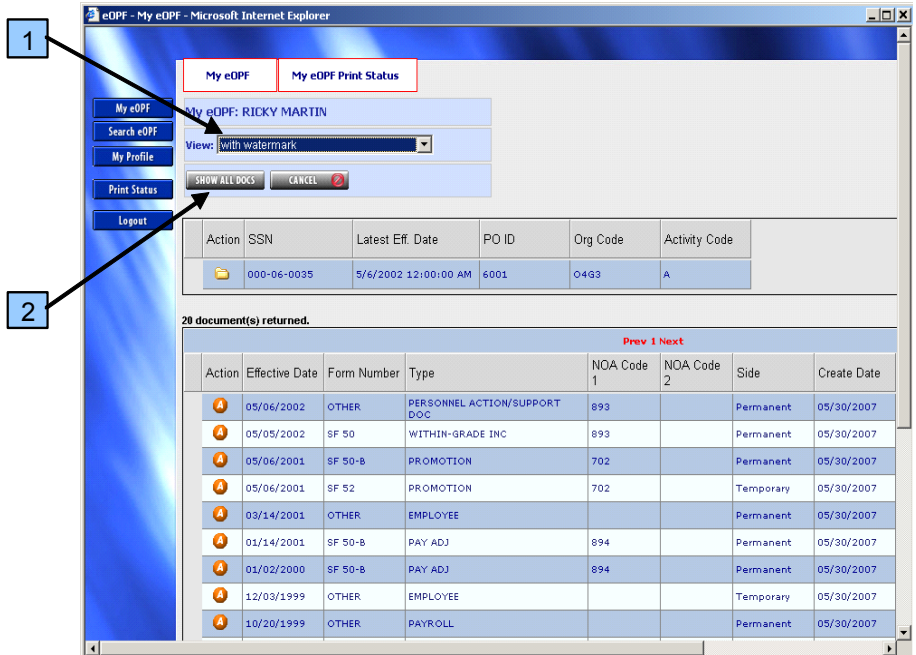 eOPF - My eOPF - Microsoft Internet Explorer
1
My eOPF
My eOPF Print Status
My eOPF
Search eOPF
My Profile
Print Status
Logout
My eOPF: RICKY MARTIN
View: with watermark
SHOW ALL DOCS CANCEL
2
Action SSN Latest Eff. Date PO ID Org Code Activity Code
000-06-0035 5/6/2002 12:00:00 AM 6001 O4G3 A
20 document(s) returned.
Prev 1 Next
Action Effective Date Form Number Type NOA Code 1 NOA Code 2 Side Create Date
A 05/06/2002 OTHER PERSONNEL ACTION/SUPPORT DOC 893 Permanent 05/30/2007
A 05/05/2002 SF 50 WITHIN-GRADE INC 893 Permanent 05/30/2007
A 05/06/2001 SF 50-B PROMOTION 702 Permanent 05/30/2007
A 05/06/2001 SF 52 PROMOTION 702 Temporary 05/30/2007
A 03/14/2001 OTHER EMPLOYEE Permanent 05/30/2007
A 01/14/2001 SF 50-B PAY ADJ 894 Permanent 05/30/2007
A 01/02/2000 SF 50-B PAY ADJ 894 Permanent 05/30/2007
A 12/03/1999 OTHER EMPLOYEE Temporary 05/30/2007
A 10/20/1999 OTHER PAYROLL Permanent 05/30/2007